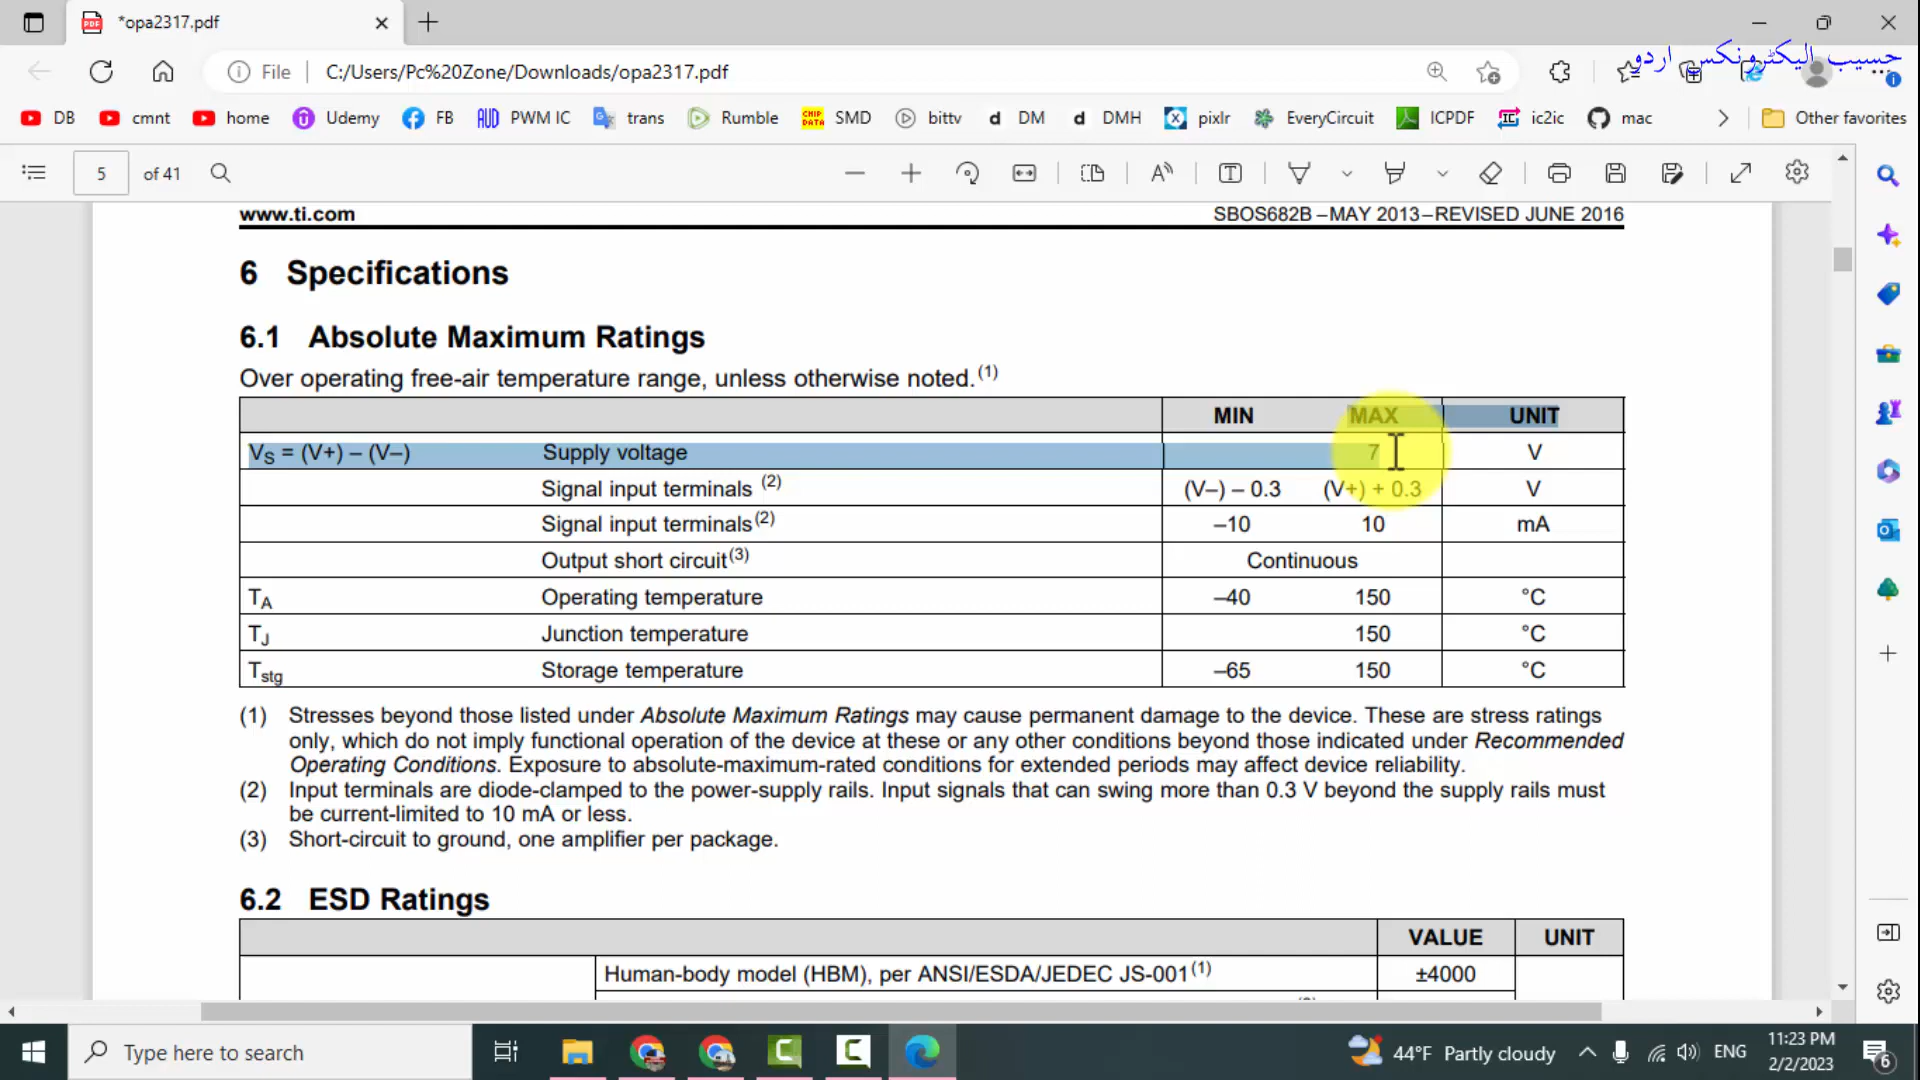 *opa2317.pdf
حسیب الیکٹرونکس اردو
File C:/Users/Pc%20Zone/Downloads/opa2317.pdf
DB cmnt home Udemy FB PWM IC trans Rumble CHIP DATA SMD bittv DM DMH pixlr EveryCircuit ICPDF ic2ic mac Other favorites
5 of 41
www.ti.com SBOS682B –MAY 2013–REVISED JUNE 2016
6 Specifications
6.1 Absolute Maximum Ratings
Over operating free-air temperature range, unless otherwise noted.(1)
MIN MAX UNIT
VS = (V+) – (V–) Supply voltage 7 V
Signal input terminals (2) (V–) – 0.3 (V+) + 0.3 V
Signal input terminals(2) –10 10 mA
Output short circuit(3) Continuous
TA Operating temperature –40 150 °C
TJ Junction temperature 150 °C
Tstg Storage temperature –65 150 °C
(1) Stresses beyond those listed under Absolute Maximum Ratings may cause permanent damage to the device. These are stress ratings
only, which do not imply functional operation of the device at these or any other conditions beyond those indicated under Recommended
Operating Conditions. Exposure to absolute-maximum-rated conditions for extended periods may affect device reliability.
(2) Input terminals are diode-clamped to the power-supply rails. Input signals that can swing more than 0.3 V beyond the supply rails must
be current-limited to 10 mA or less.
(3) Short-circuit to ground, one amplifier per package.
6.2 ESD Ratings
VALUE UNIT
Human-body model (HBM), per ANSI/ESDA/JEDEC JS-001(1) ±4000
Type here to search
44°F Partly cloudy ENG 11:23 PM
2/2/2023 6